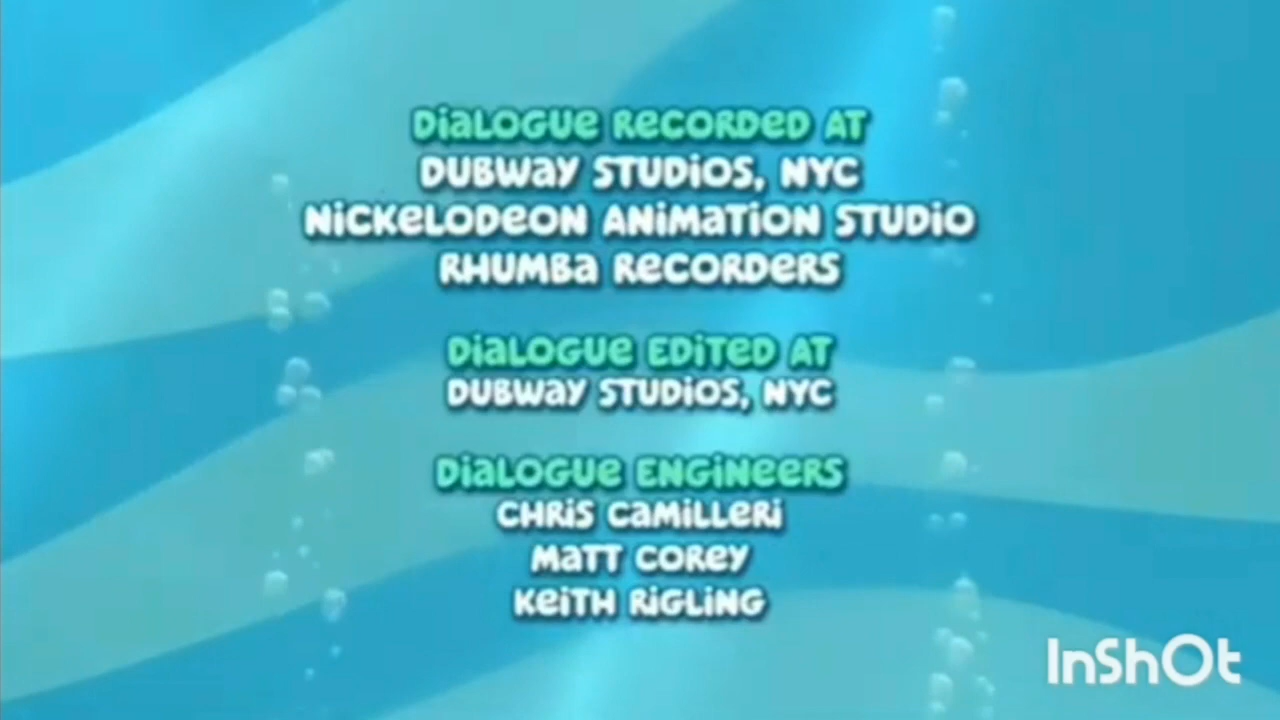 DiaLOGUe ReCORDeD AT
DUBWaY STUDiOS, NYC
NiCKeLODeON ANiMaTiON STUDiO
RHUMBa ReCORDeRS
DiaLOGUe EDiTeD AT
DUBWaY STUDiOS, NYC
DiaLOGUe ENGiNeeRS
CHRiS CaMiLLeRi
MaTT COReY
KeiTH RiGLiNG
InShOt